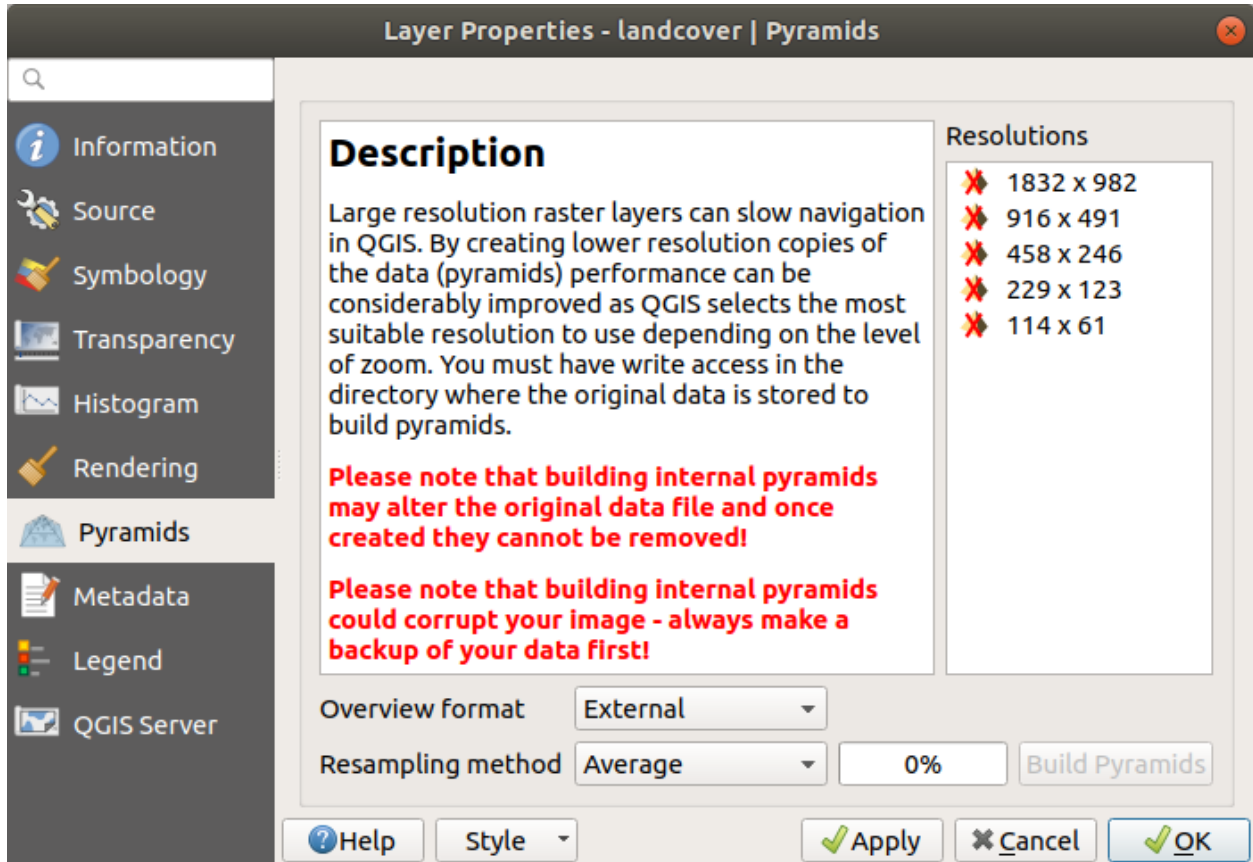 Layer Properties - landcover | Pyramids
Information
Source
Symbology
Transparency
Histogram
Rendering
Pyramids
Metadata
Legend
QGIS Server
Description
Large resolution raster layers can slow navigation
in QGIS. By creating lower resolution copies of
the data (pyramids) performance can be
considerably improved as QGIS selects the most
suitable resolution to use depending on the level
of zoom. You must have write access in the
directory where the original data is stored to
build pyramids.
Please note that building internal pyramids
may alter the original data file and once
created they cannot be removed!
Please note that building internal pyramids
could corrupt your image - always make a
backup of your data first!
Resolutions
1832 x 982
916 x 491
458 x 246
229 x 123
114 x 61
Overview format External
Resampling method Average 0% Build Pyramids
Help Style Apply Cancel OK